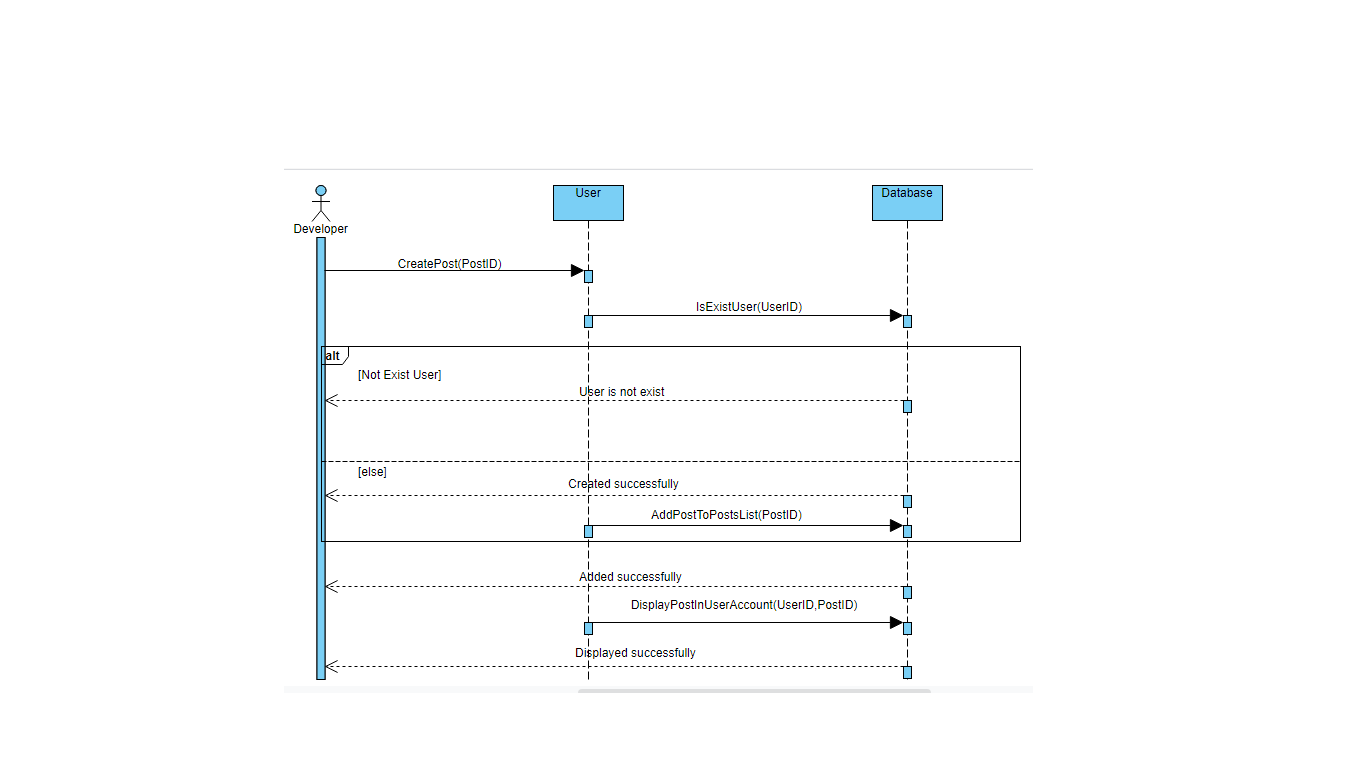 User
Database
Developer
CreatePost(PostID)
IsExistUser(UserID)
alt
[Not Exist User]
User is not exist
[else]
Created successfully
AddPostToPostsList(PostID)
Added successfully
DisplayPostInUserAccount(UserID,PostID)
Displayed successfully